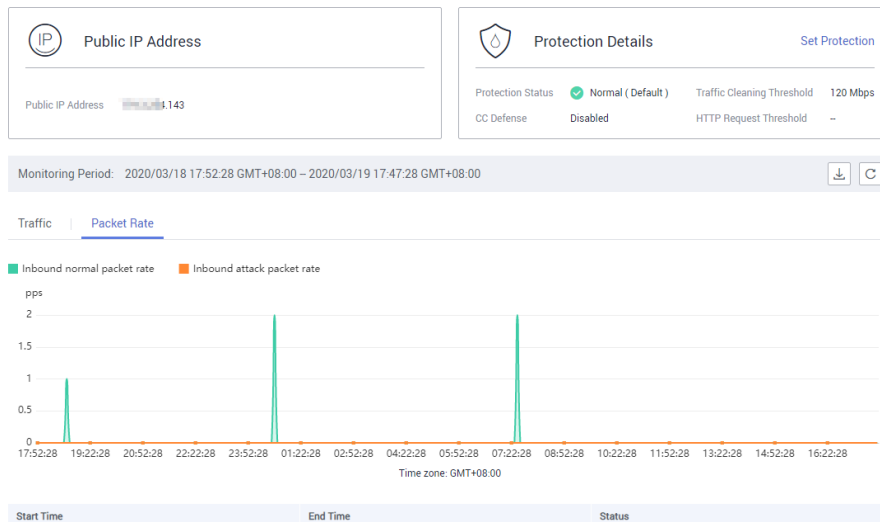 IP
Public IP Address
Public IP Address .143
Protection Details
Set Protection
Protection Status Normal ( Default ) Traffic Cleaning Threshold 120 Mbps
CC Defense Disabled HTTP Request Threshold --
Monitoring Period: 2020/03/18 17:52:28 GMT+08:00 – 2020/03/19 17:47:28 GMT+08:00
Traffic Packet Rate
Inbound normal packet rate Inbound attack packet rate
pps
2
1.5
1
0.5
0
17:52:28 19:22:28 20:52:28 22:22:28 23:52:28 01:22:28 02:52:28 04:22:28 05:52:28 07:22:28 08:52:28 10:22:28 11:52:28 13:22:28 14:52:28 16:22:28
Time zone: GMT+08:00
Start Time End Time Status